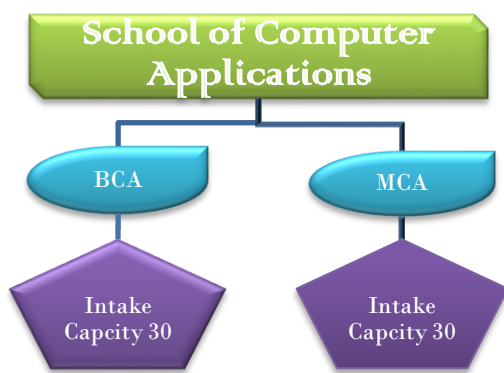 School of Computer
Applications
BCA
MCA
Intake
Capcity 30
Intake
Capcity 30